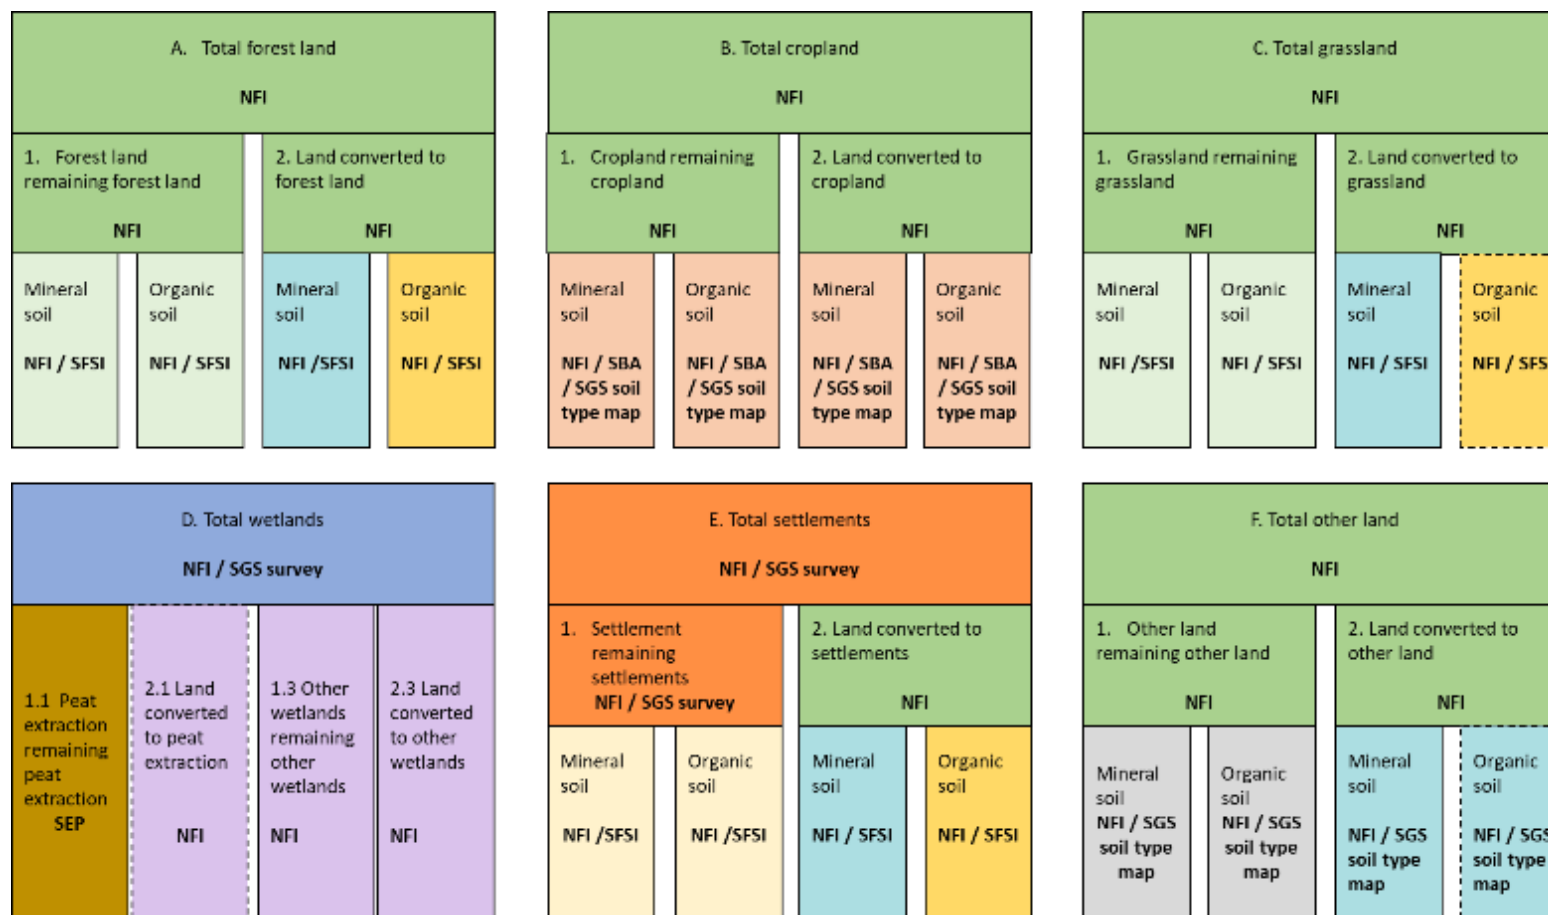 A. Total forest land
NFI
1. Forest land
remaining forest land
NFI
2. Land converted to
forest land
NFI
Mineral
soil
NFI / SFSI
Organic
soil
NFI / SFSI
Mineral
soil
NFI /SFSI
Organic
soil
NFI / SFSI
B. Total cropland
NFI
1. Cropland remaining
cropland
NFI
2. Land converted to
cropland
NFI
Mineral
soil
NFI / SBA
/ SGS soil
type map
Organic
soil
NFI / SBA
/ SGS soil
type map
Mineral
soil
NFI / SBA
/ SGS soil
type map
Organic
soil
NFI / SBA
/ SGS soil
type map
C. Total grassland
NFI
1. Grassland remaining
grassland
NFI
2. Land converted to
grassland
NFI
Mineral
soil
NFI /SFSI
Organic
soil
NFI / SFSI
Mineral
soil
NFI / SFSI
Organic
soil
NFI / SFS
D. Total wetlands
NFI / SGS survey
1.1 Peat
extraction
remaining
peat
extraction
SEP
2.1 Land
converted
to peat
extraction
NFI
1.3 Other
wetlands
remaining
other
wetlands
NFI
2.3 Land
converted
to other
wetlands
NFI
E. Total settlements
NFI / SGS survey
1. Settlement
remaining
settlements
NFI / SGS survey
2. Land converted to
settlements
NFI
Mineral
soil
NFI /SFSI
Organic
soil
NFI /SFSI
Mineral
soil
NFI / SFSI
Organic
soil
NFI / SFSI
F. Total other land
NFI
1. Other land
remaining other land
NFI
2. Land converted to
other land
NFI
Mineral
soil
NFI / SGS
soil type
map
Organic
soil
NFI / SGS
soil type
map
Mineral
soil
NFI / SGS
soil type
map
Organic
soil
NFI / SGS
soil type
map